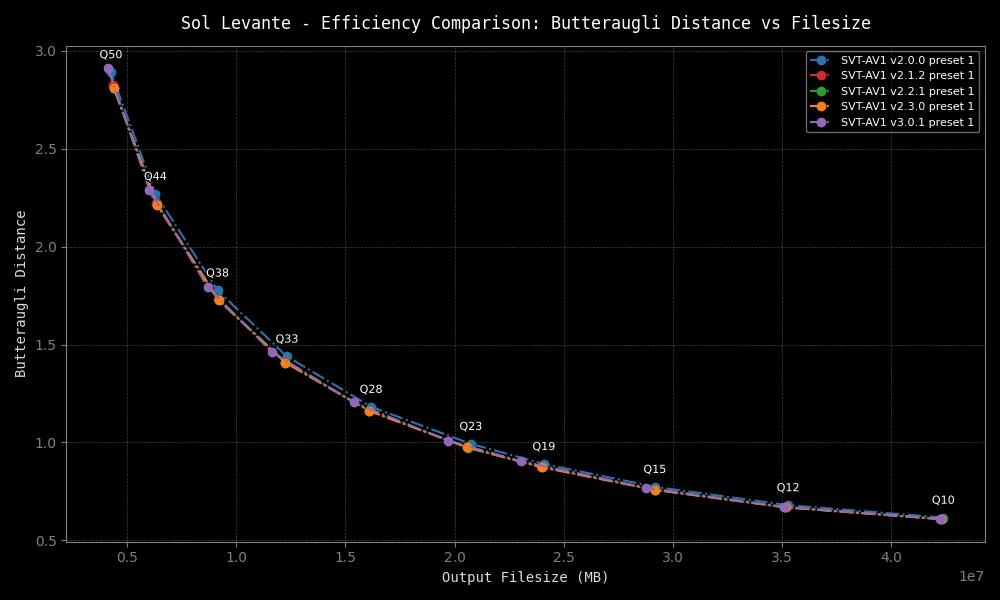 Sol Levante - Efficiency Comparison: Butteraugli Distance vs Filesize
SVT-AV1 v2.0.0 preset 1
SVT-AV1 v2.1.2 preset 1
SVT-AV1 v2.2.1 preset 1
SVT-AV1 v2.3.0 preset 1
SVT-AV1 v3.0.1 preset 1
Q50
Q44
Q38
Q33
Q28
Q23
Q19
Q15
Q12
Q10
Butteraugli Distance
3.0
2.5
2.0
1.5
1.0
0.5
0.5 1.0 1.5 2.0 2.5 3.0 3.5 4.0
1e7
Output Filesize (MB)